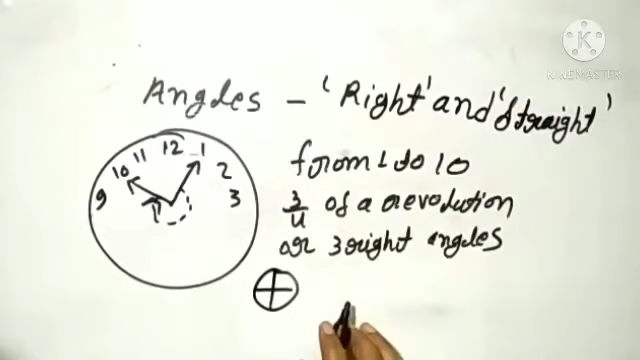 KINEMASTER
Angles - 'Right' and 'Straight'
12
11 1
10 2
9 3
from 1 to 10
3/4 of a revolution
or 3 right angles